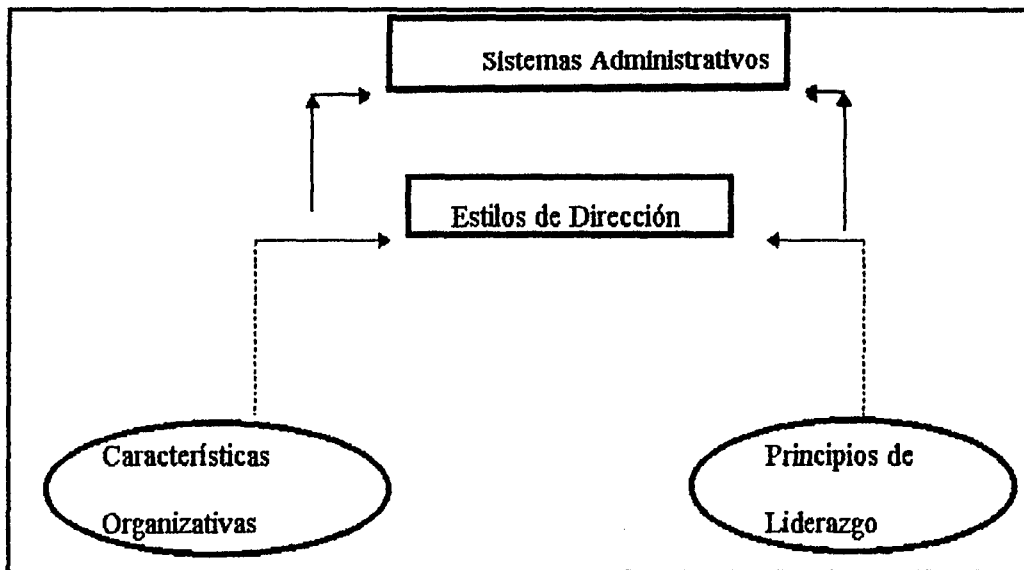 Sistemas Administrativos
Estilos de Dirección
Características
Organizativas
Principios de
Liderazgo